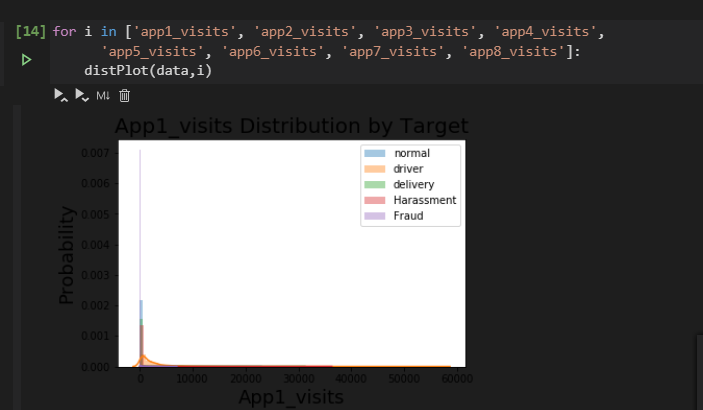 [14] for i in ['app1_visits', 'app2_visits', 'app3_visits', 'app4_visits',
'app5_visits', 'app6_visits', 'app7_visits', 'app8_visits']:
distPlot(data,i)
M↓
App1_visits Distribution by Target
normal
driver
delivery
Harassment
Fraud
Probability
0.007
0.006
0.005
0.004
0.003
0.002
0.001
0.000
0 10000 20000 30000 40000 50000 60000
App1_visits